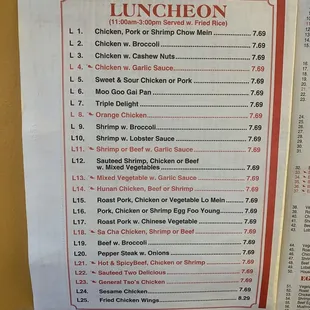 LUNCHEON
(11:00am-3:00pm Served w. Fried Rice)
L 1. Chicken, Pork or Shrimp Chow Mein 7.69
L 2. Chicken w. Broccoli 7.69
L 3. Chicken w. Cashew Nuts 7.69
L 4. Chicken w. Garlic Sauce 7.69
L 5. Sweet & Sour Chicken or Pork 7.69
L 6. Moo Goo Gai Pan 7.69
L 7. Triple Delight 7.69
L 8. Orange Chicken 7.69
L 9. Shrimp w. Broccoli 7.69
L10. Shrimp w. Lobster Sauce 7.69
L11. Shrimp or Beef w. Garlic Sauce 7.69
L12. Sauteed Shrimp, Chicken or Beef
w. Mixed Vegetables 7.69
L13. Mixed Vegetable w. Garlic Sauce 7.69
L14. Hunan Chicken, Beef or Shrimp 7.69
L15. Roast Pork, Chicken or Vegetable Lo Mein 7.69
L16. Pork, Chicken or Shrimp Egg Foo Young 7.69
L17. Roast Pork w. Chinese Vegetable 7.69
L18. Sa Cha Chicken, Shrimp or Beef 7.69
L19. Beef w. Broccoli 7.69
L20. Pepper Steak w. Onions 7.69
L21. Hot & SpicyBeef, Chicken or Shrimp 7.69
L22. Sauteed Two Delicious 7.69
L23. General Tso's Chicken 7.69
L24. Sesame Chicken 7.69
L25. Fried Chicken Wings 8.29